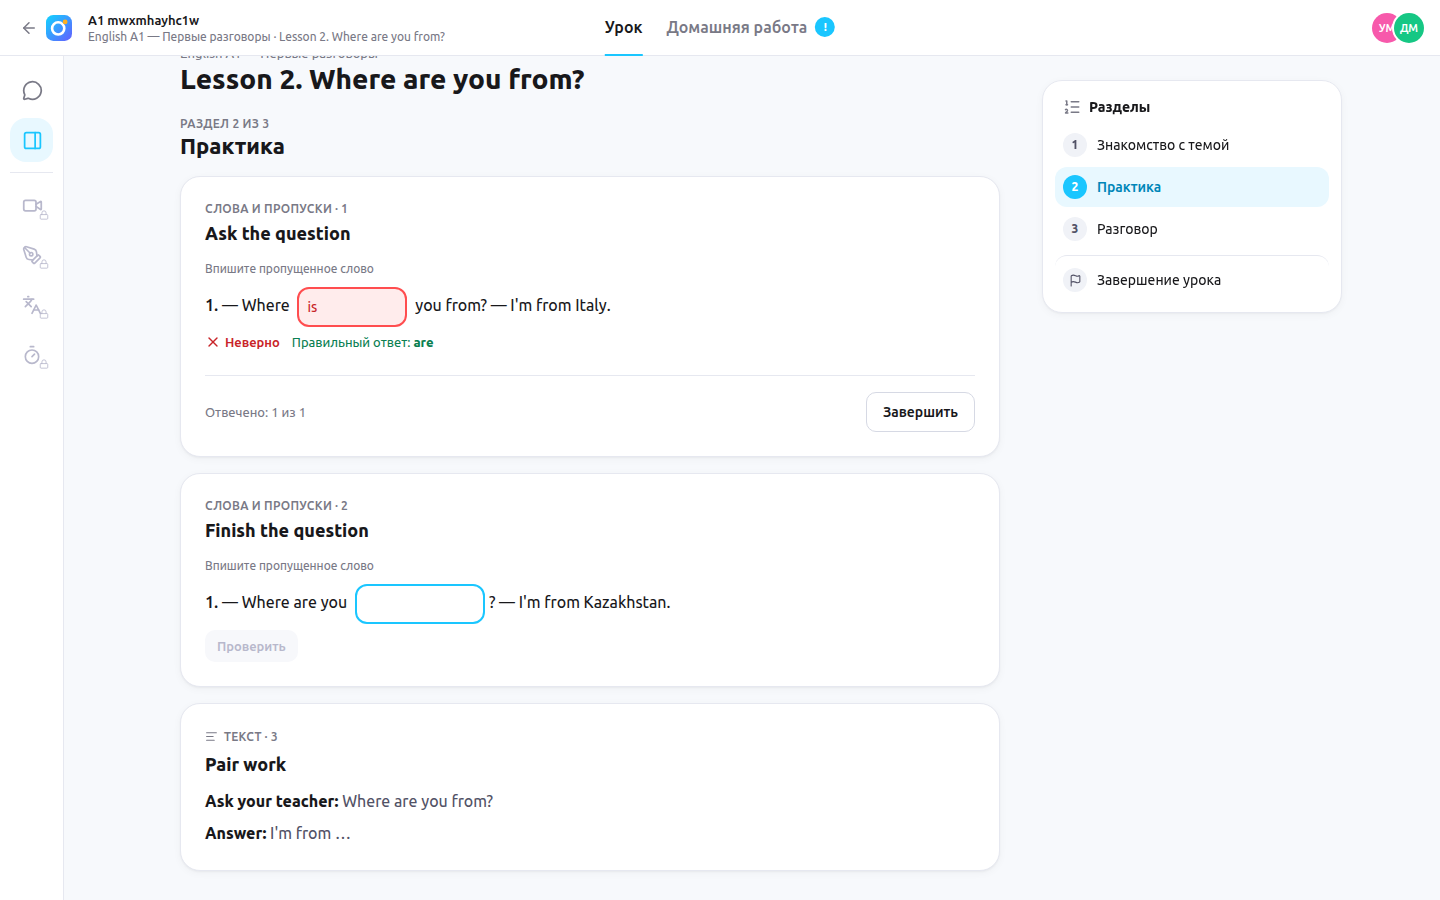 A1 mwxmhayhc1w
English A1 — Первые разговоры · Lesson 2. Where are you from?
Урок
Домашняя работа !
УМ ДМ
English A1 — Первые разговоры
Lesson 2. Where are you from?
РАЗДЕЛ 2 ИЗ 3
Практика
СЛОВА И ПРОПУСКИ · 1
Ask the question
Впишите пропущенное слово
1. — Where is you from? — I'm from Italy.
Неверно Правильный ответ: are
Отвечено: 1 из 1
Завершить
СЛОВА И ПРОПУСКИ · 2
Finish the question
Впишите пропущенное слово
1. — Where are you ? — I'm from Kazakhstan.
Проверить
ТЕКСТ · 3
Pair work
Ask your teacher: Where are you from?
Answer: I'm from …
Разделы
1 Знакомство с темой
2 Практика
3 Разговор
Завершение урока